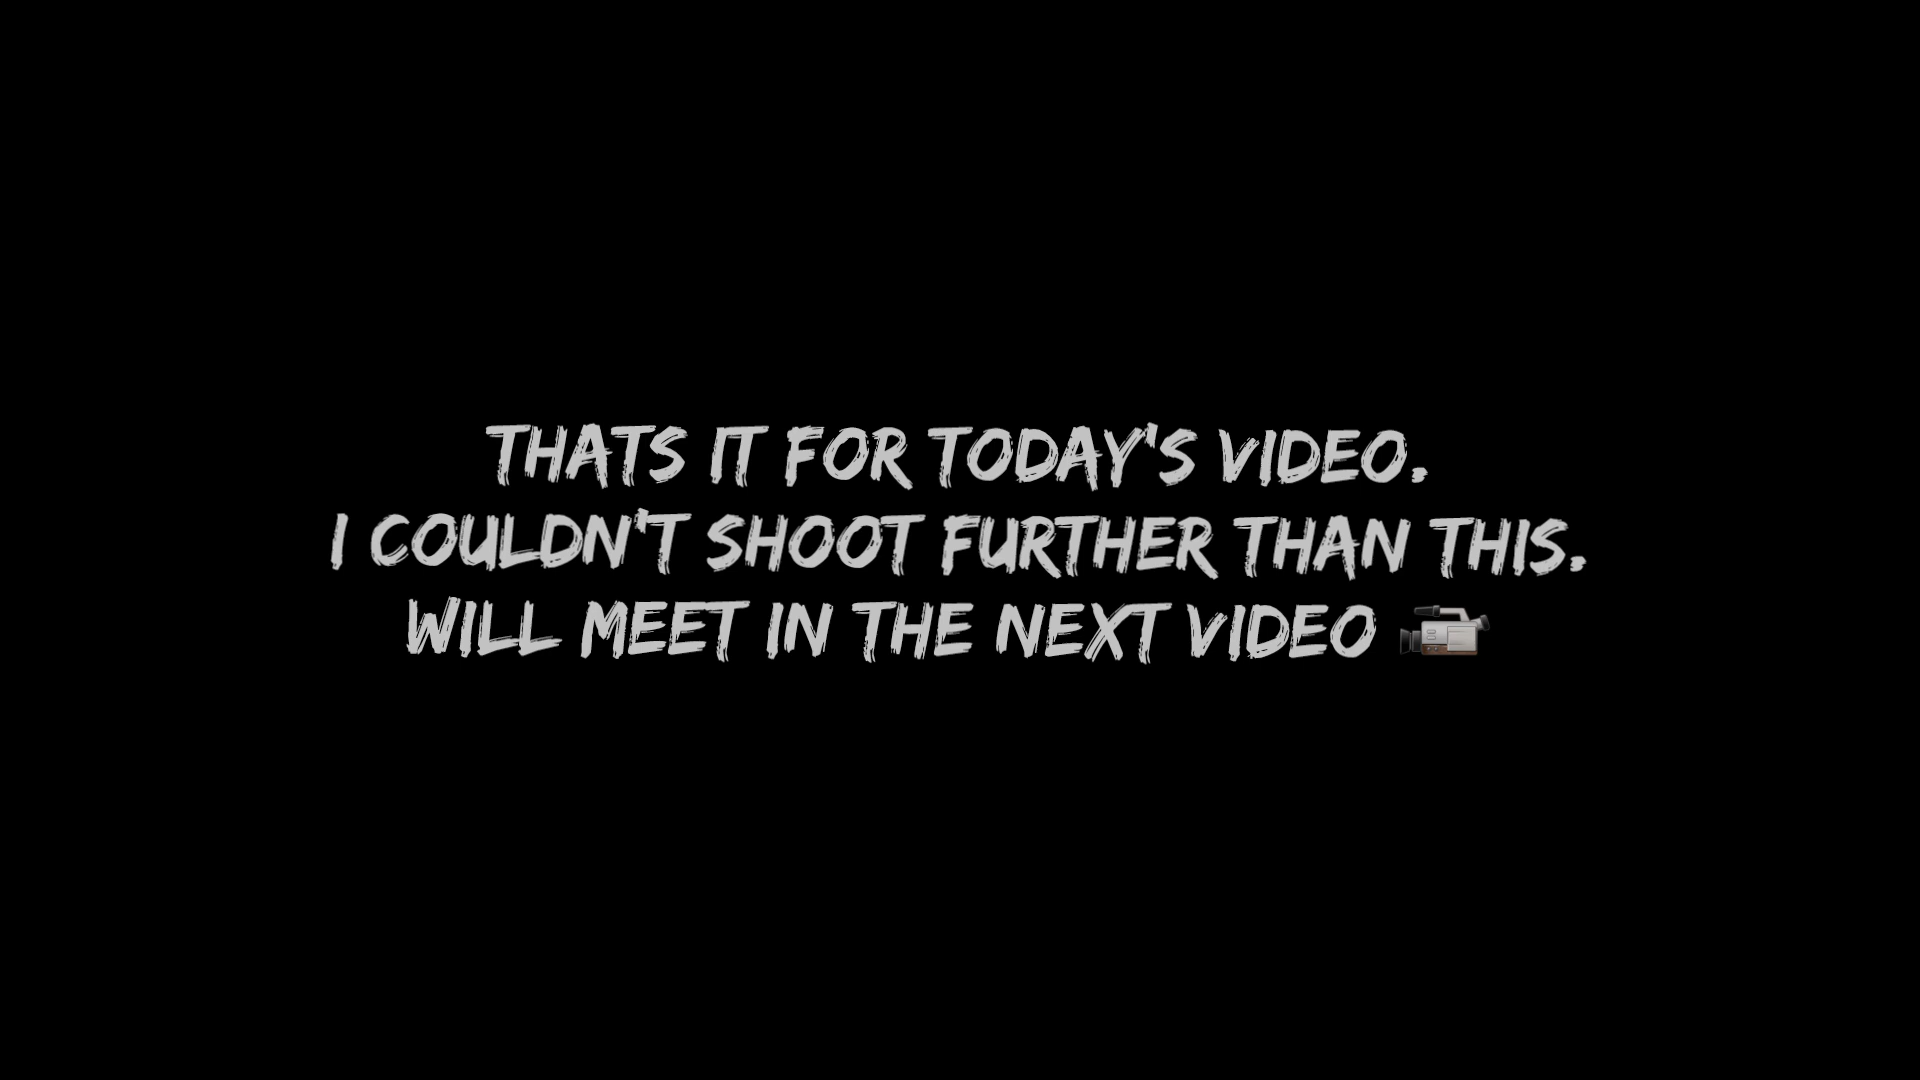 THATS IT FOR TODAY'S VIDEO.
I COULDN'T SHOOT FURTHER THAN THIS.
WILL MEET IN THE NEXT VIDEO 📹